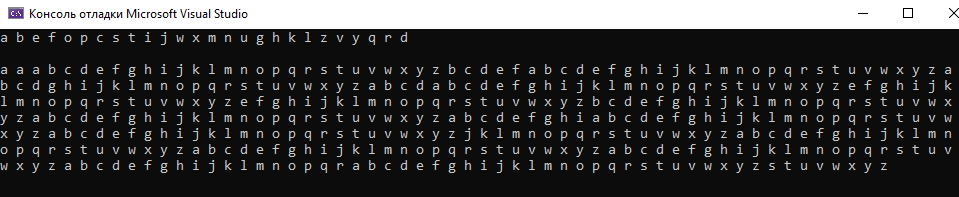 Консоль отладки Microsoft Visual Studio
a b e f o p c s t i j w x m n u g h k l z v y q r d
a a a b c d e f g h i j k l m n o p q r s t u v w x y z b c d e f a b c d e f g h i j k l m n o p q r s t u v w x y z a
b c d g h i j k l m n o p q r s t u v w x y z a b c d a b c d e f g h i j k l m n o p q r s t u v w x y z e f g h i j k
l m n o p q r s t u v w x y z e f g h i j k l m n o p q r s t u v w x y z b c d e f g h i j k l m n o p q r s t u v w x
y z a b c d e f g h i j k l m n o p q r s t u v w x y z a b c d e f g h i a b c d e f g h i j k l m n o p q r s t u v w
x y z a b c d e f g h i j k l m n o p q r s t u v w x y z j k l m n o p q r s t u v w x y z a b c d e f g h i j k l m n
o p q r s t u v w x y z a b c d e f g h i j k l m n o p q r s t u v w x y z a b c d e f g h i j k l m n o p q r s t u v
w x y z a b c d e f g h i j k l m n o p q r a b c d e f g h i j k l m n o p q r s t u v w x y z s t u v w x y z